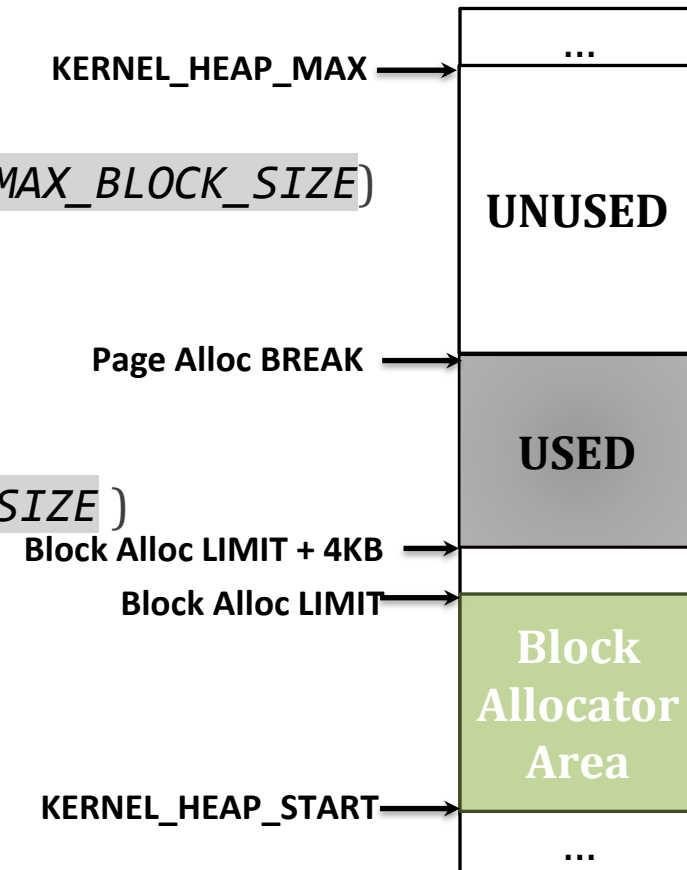 ...
KERNEL_HEAP_MAX
MAX_BLOCK_SIZE)
UNUSED
Page Alloc BREAK
USED
SIZE )
Block Alloc LIMIT + 4KB
Block Alloc LIMIT
Block
Allocator
Area
KERNEL_HEAP_START
...